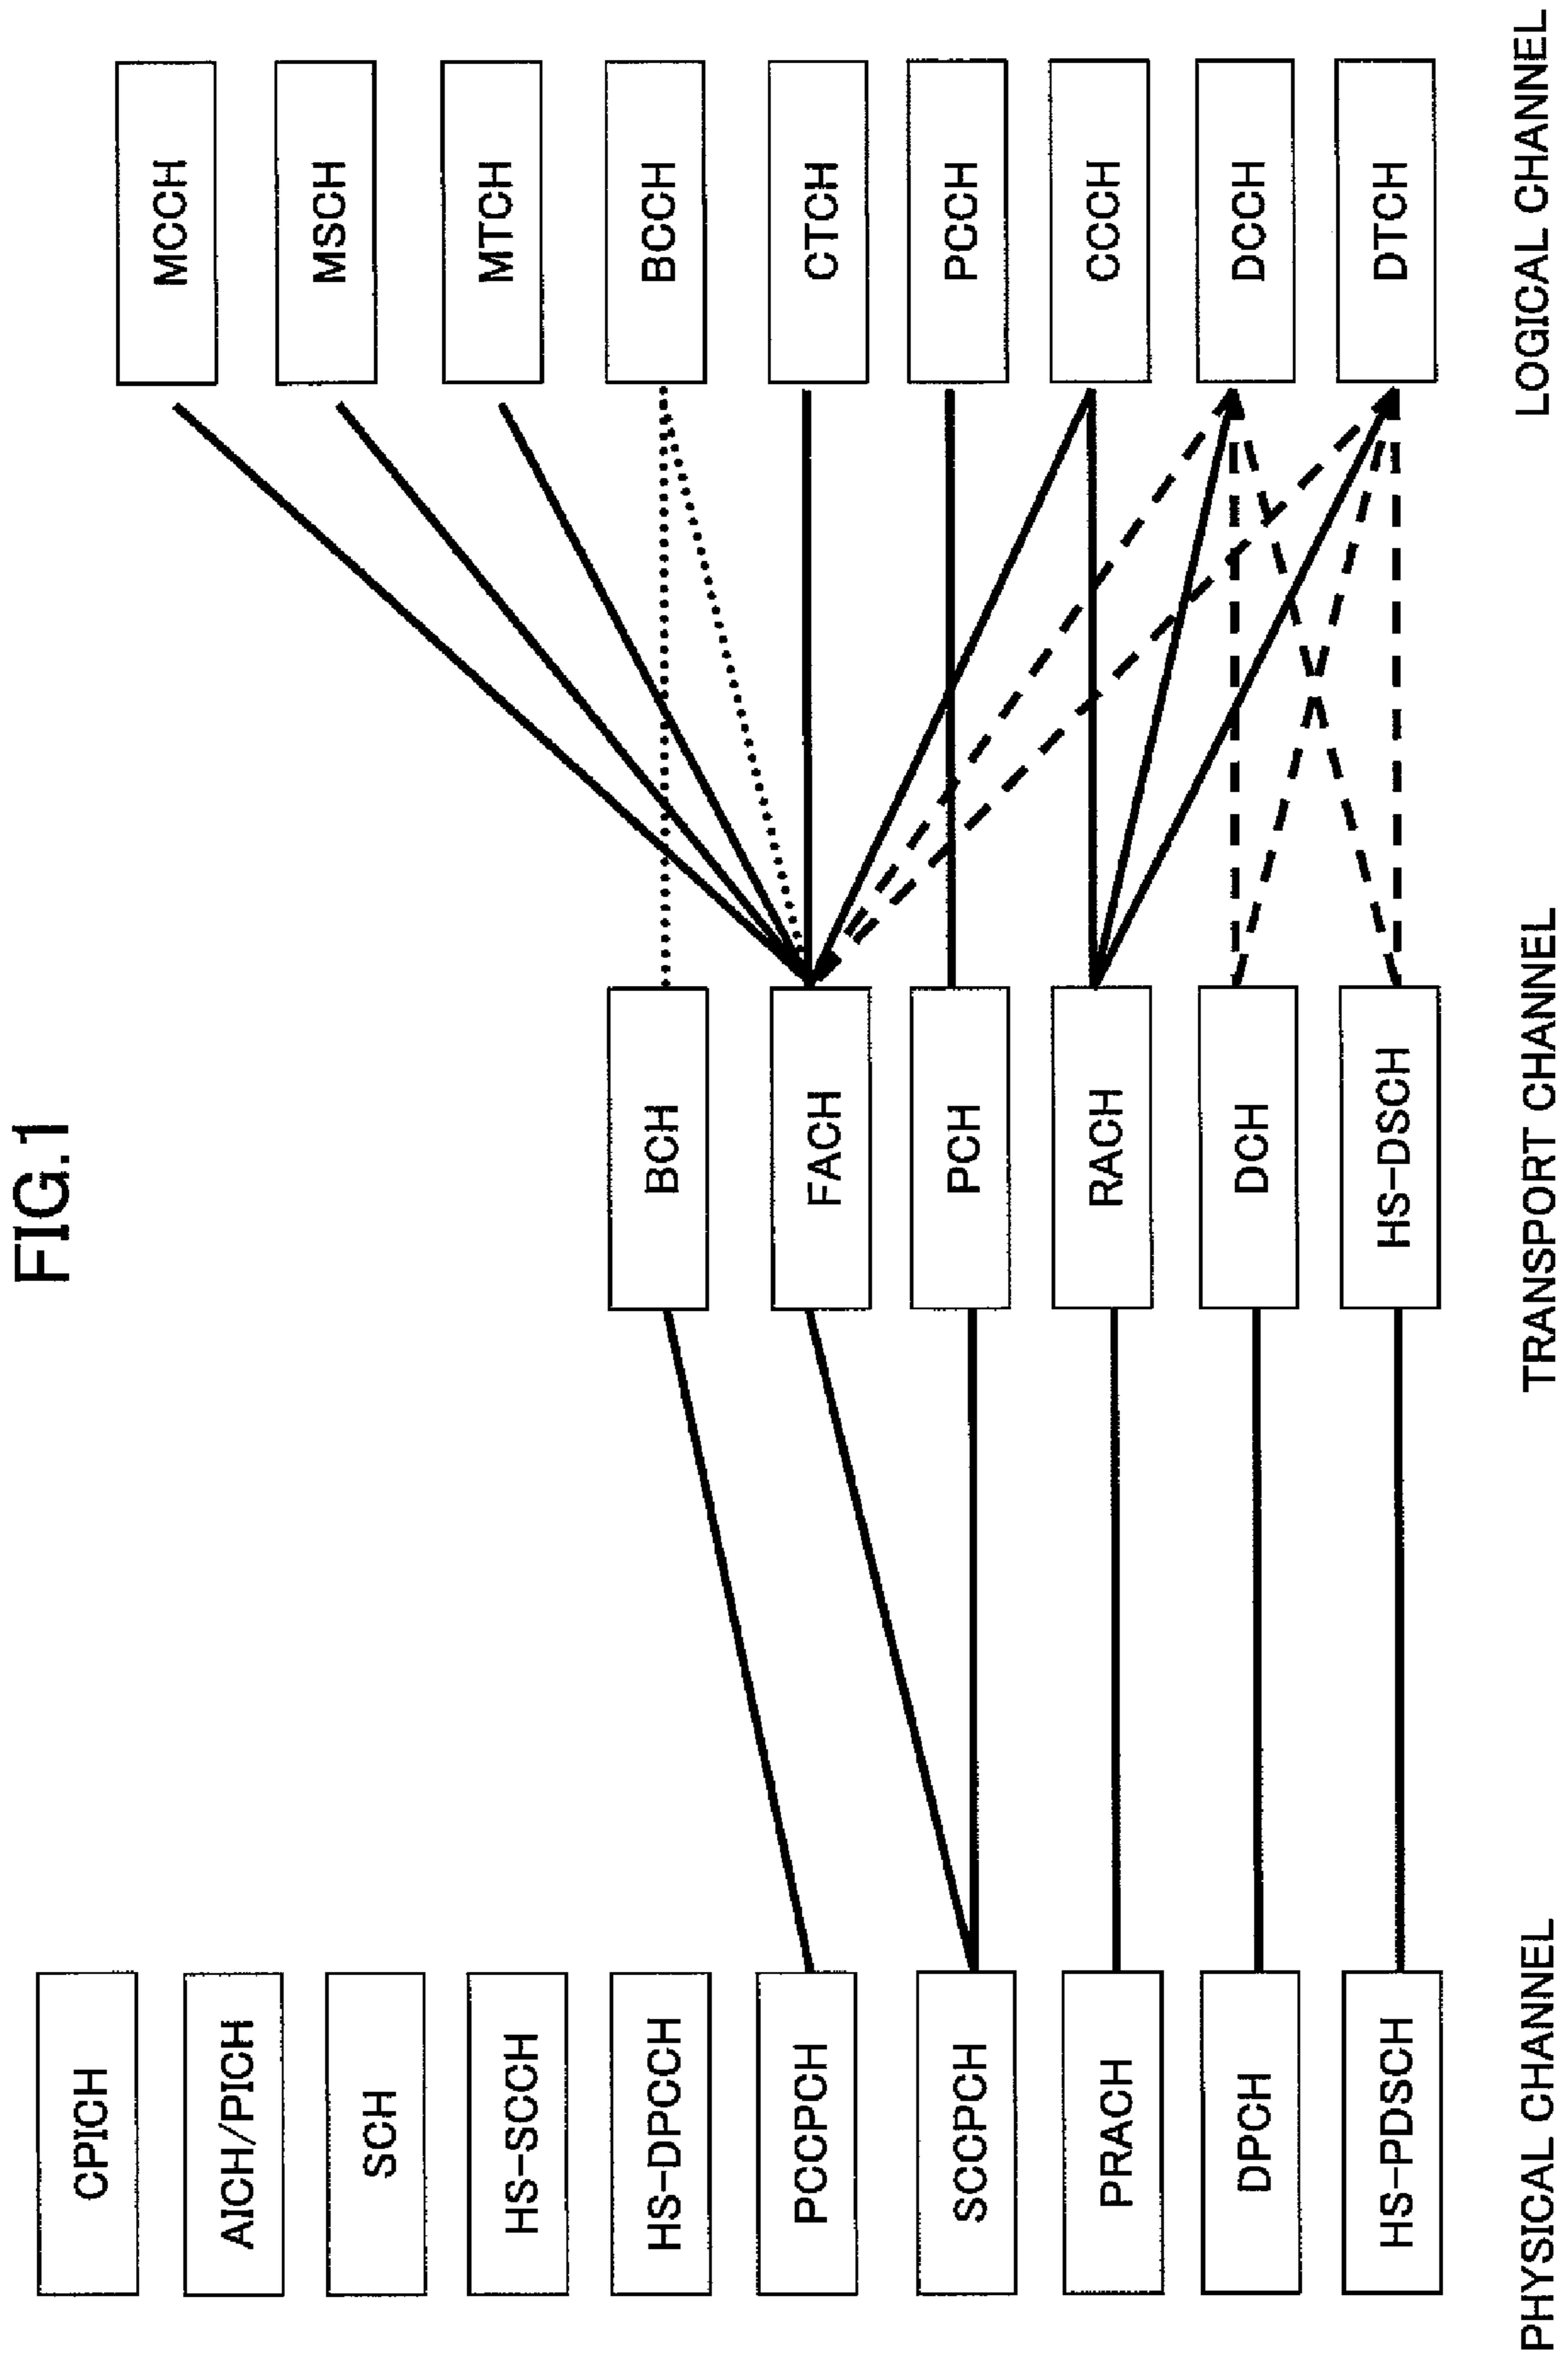 FIG.1
CPICH
AICH/PICH
SCH
HS-SCCH
HS-DPCCH
PCCPCH
SCCPCH
PRACH
DPCH
HS-PDSCH
PHYSICAL CHANNEL
BCH
FACH
PCH
RACH
DCH
HS-DSCH
TRANSPORT CHANNEL
MCCH
MSCH
MTCH
BCCH
CTCH
PCCH
CCCH
DCCH
DTCH
LOGICAL CHANNEL